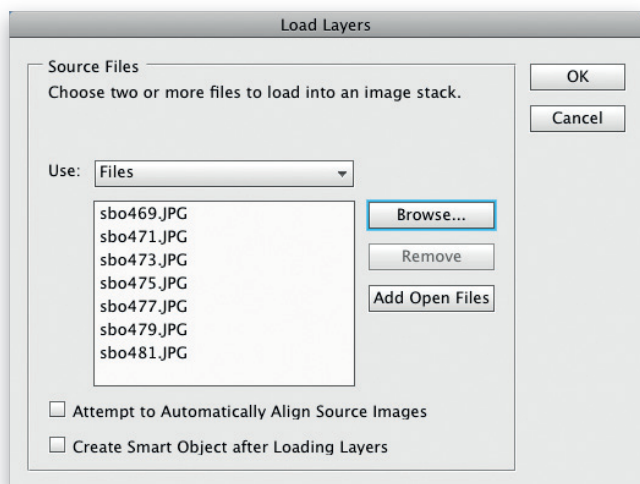 Load Layers
Source Files
Choose two or more files to load into an image stack.
OK
Cancel
Use: Files
sbo469.JPG
sbo471.JPG
sbo473.JPG
sbo475.JPG
sbo477.JPG
sbo479.JPG
sbo481.JPG
Browse...
Remove
Add Open Files
Attempt to Automatically Align Source Images
Create Smart Object after Loading Layers